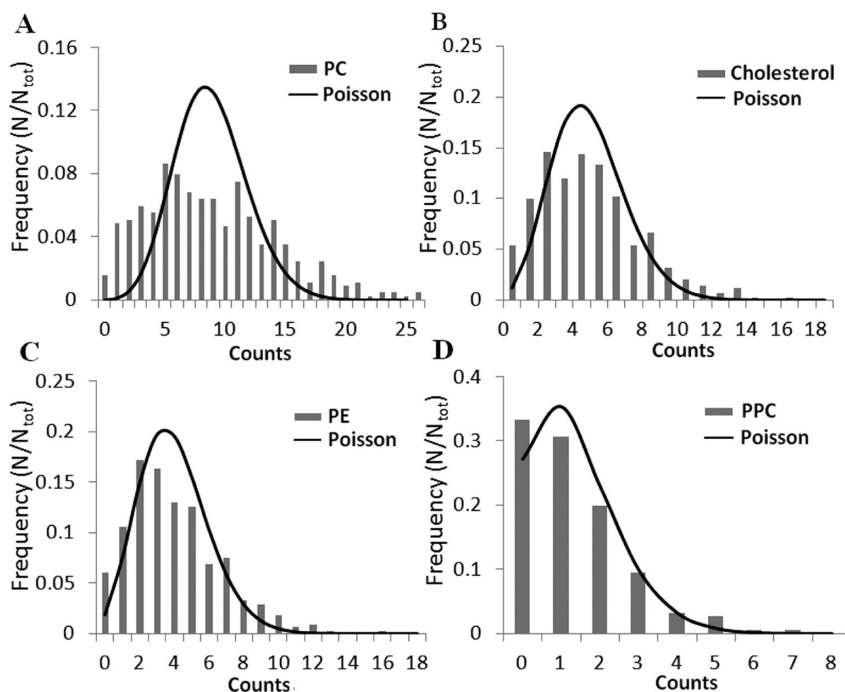 A
0.16
0.12
0.08
0.04
0
Frequency (N/Ntot)
PC
Poisson
0 5 10 15 20 25
Counts
B
0.25
0.2
0.15
0.1
0.05
0
Frequency (N/Ntot)
Cholesterol
Poisson
0 2 4 6 8 10 12 14 16 18
Counts
C
0.25
0.2
0.15
0.1
0.05
0
Frequency (N/Ntot)
PE
Poisson
0 2 4 6 8 10 12 14 16 18
Counts
D
0.4
0.3
0.2
0.1
0
Frequency (N/Ntot)
PPC
Poisson
0 1 2 3 4 5 6 7 8
Counts